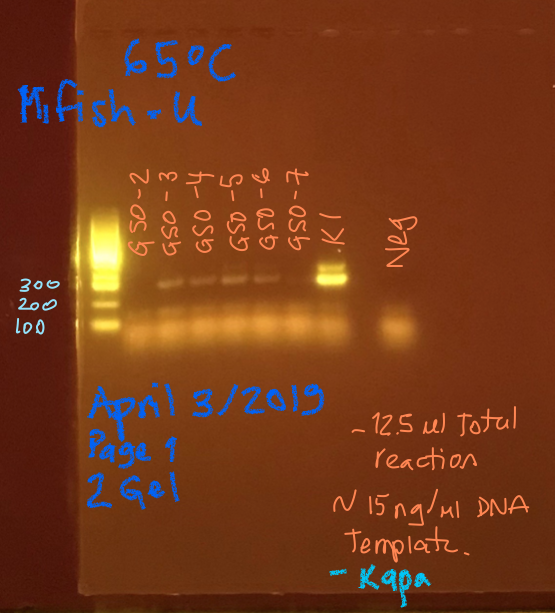 65°C
Mifish-U
GSO-2
GSO-3
GSO-4
GSO-5
GSO-6
GSO-7
K1
Neg
300
200
100
April 3/2019
Page 1
2 Gel
- 12.5 ul Total
reaction
~ 15 ng/ul DNA
Template.
- Kapa